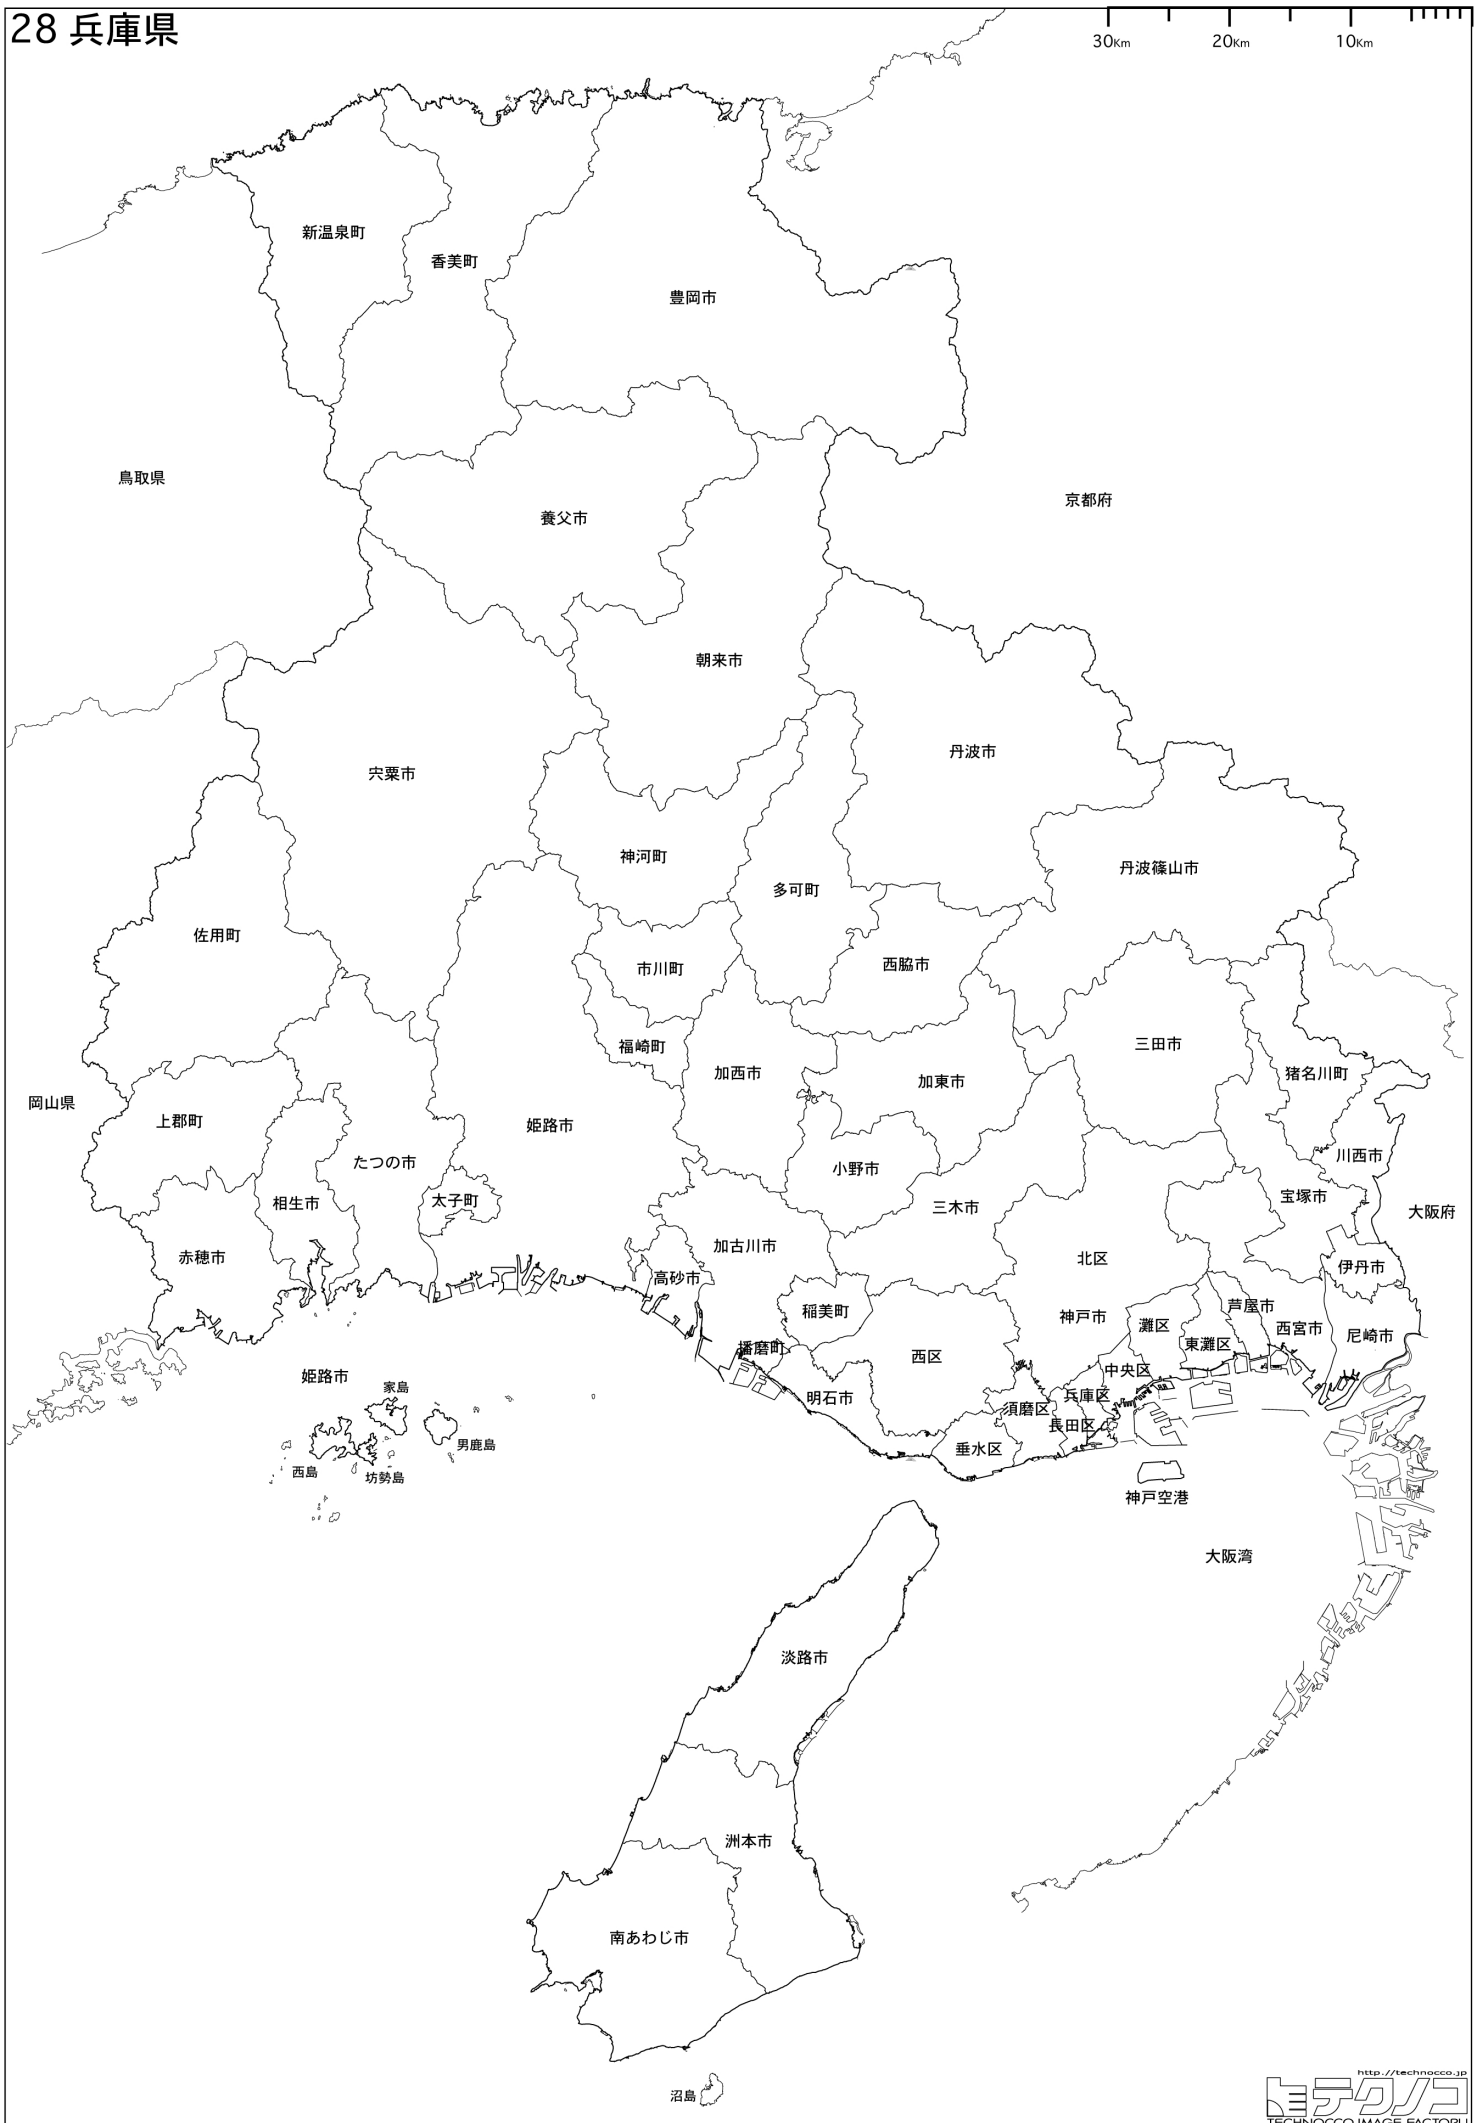 28 兵庫県
30Km
20Km
10Km
新温泉町
香美町
豊岡市
鳥取県
京都府
養父市
朝来市
丹波市
宍粟市
神河町
丹波篠山市
多可町
佐用町
市川町
西脇市
福崎町
三田市
加西市
加東市
猪名川町
岡山県
上郡町
姫路市
たつの市
小野市
川西市
相生市
太子町
三木市
宝塚市
大阪府
赤穂市
加古川市
北区
伊丹市
高砂市
稲美町
神戸市
灘区
芦屋市
西宮市
尼崎市
東灘区
播磨町
西区
中央区
姫路市
家島
明石市
須磨区
兵庫区
長田区
男鹿島
垂水区
西島
坊勢島
神戸空港
大阪湾
淡路市
洲本市
南あわじ市
沼島
http://technocco.jp
テクノコ
TECHNOCCO IMAGE FACTORY